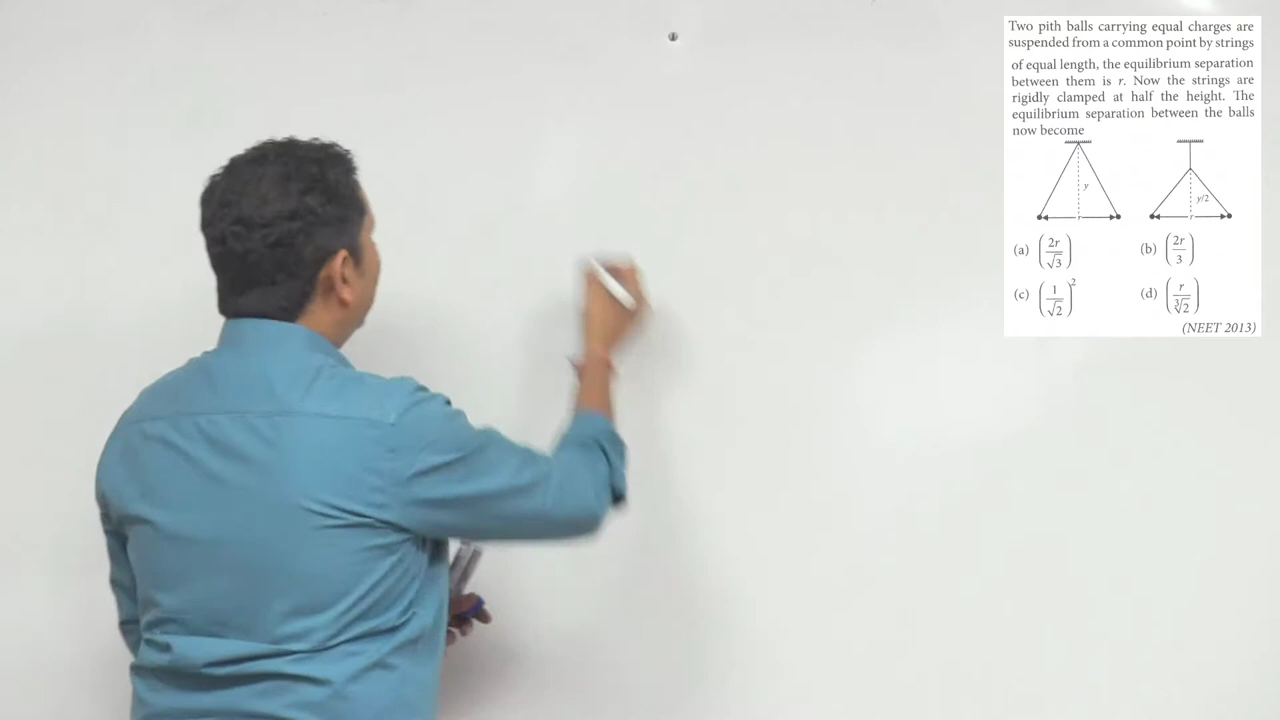 Two pith balls carrying equal charges are
suspended from a common point by strings
of equal length, the equilibrium separation
between them is r. Now the strings are
rigidly clamped at half the height. The
equilibrium separation between the balls
now become
y
y/2
r
r
(a) (2r/√3)
(b) (2r/3)
(c) (1/√2)²
(d) (r/∛2)
(NEET 2013)